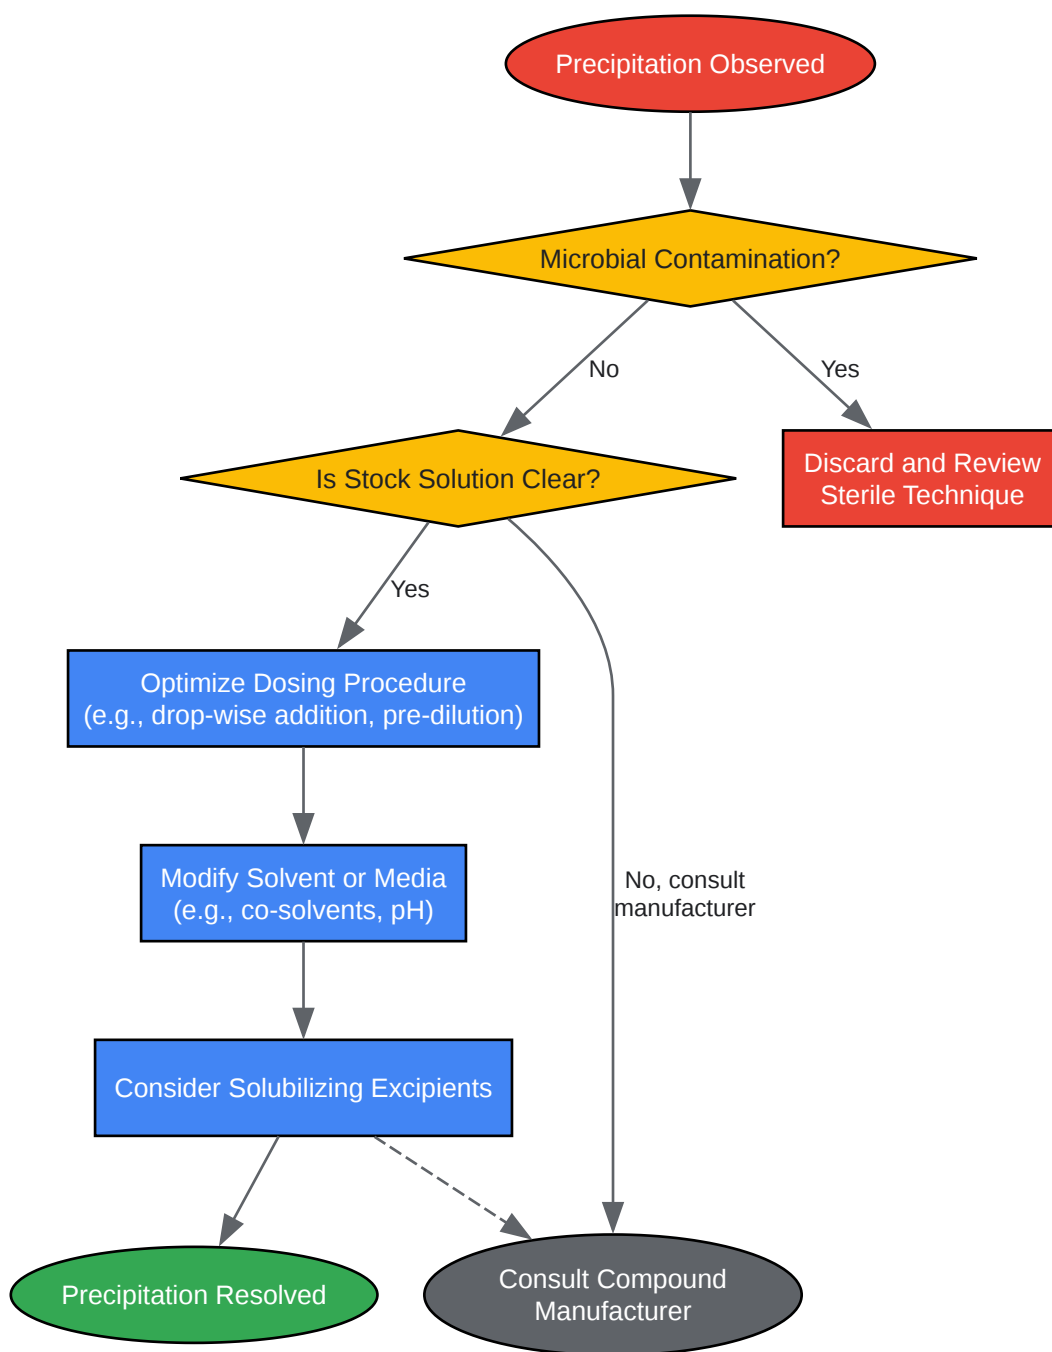 Precipitation Observed
Microbial Contamination?
No
Yes
Is Stock Solution Clear?
Discard and Review
Sterile Technique
Yes
Optimize Dosing Procedure
(e.g., drop-wise addition, pre-dilution)
Modify Solvent or Media
(e.g., co-solvents, pH)
No, consult
manufacturer
Consider Solubilizing Excipients
Precipitation Resolved
Consult Compound
Manufacturer